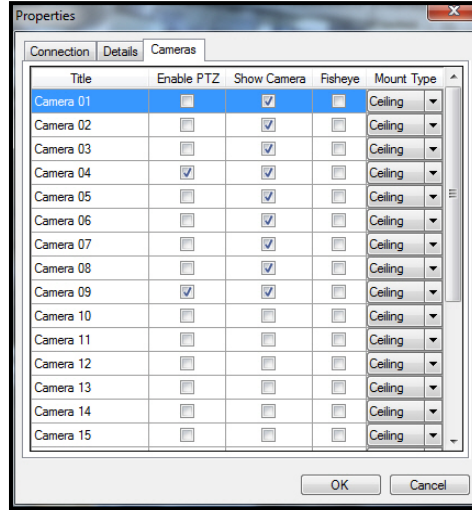 Properties
Connection Details Cameras
Title Enable PTZ Show Camera Fisheye Mount Type
Camera 01 Ceiling
Camera 02 Ceiling
Camera 03 Ceiling
Camera 04 Ceiling
Camera 05 Ceiling
Camera 06 Ceiling
Camera 07 Ceiling
Camera 08 Ceiling
Camera 09 Ceiling
Camera 10 Ceiling
Camera 11 Ceiling
Camera 12 Ceiling
Camera 13 Ceiling
Camera 14 Ceiling
Camera 15 Ceiling
OK Cancel